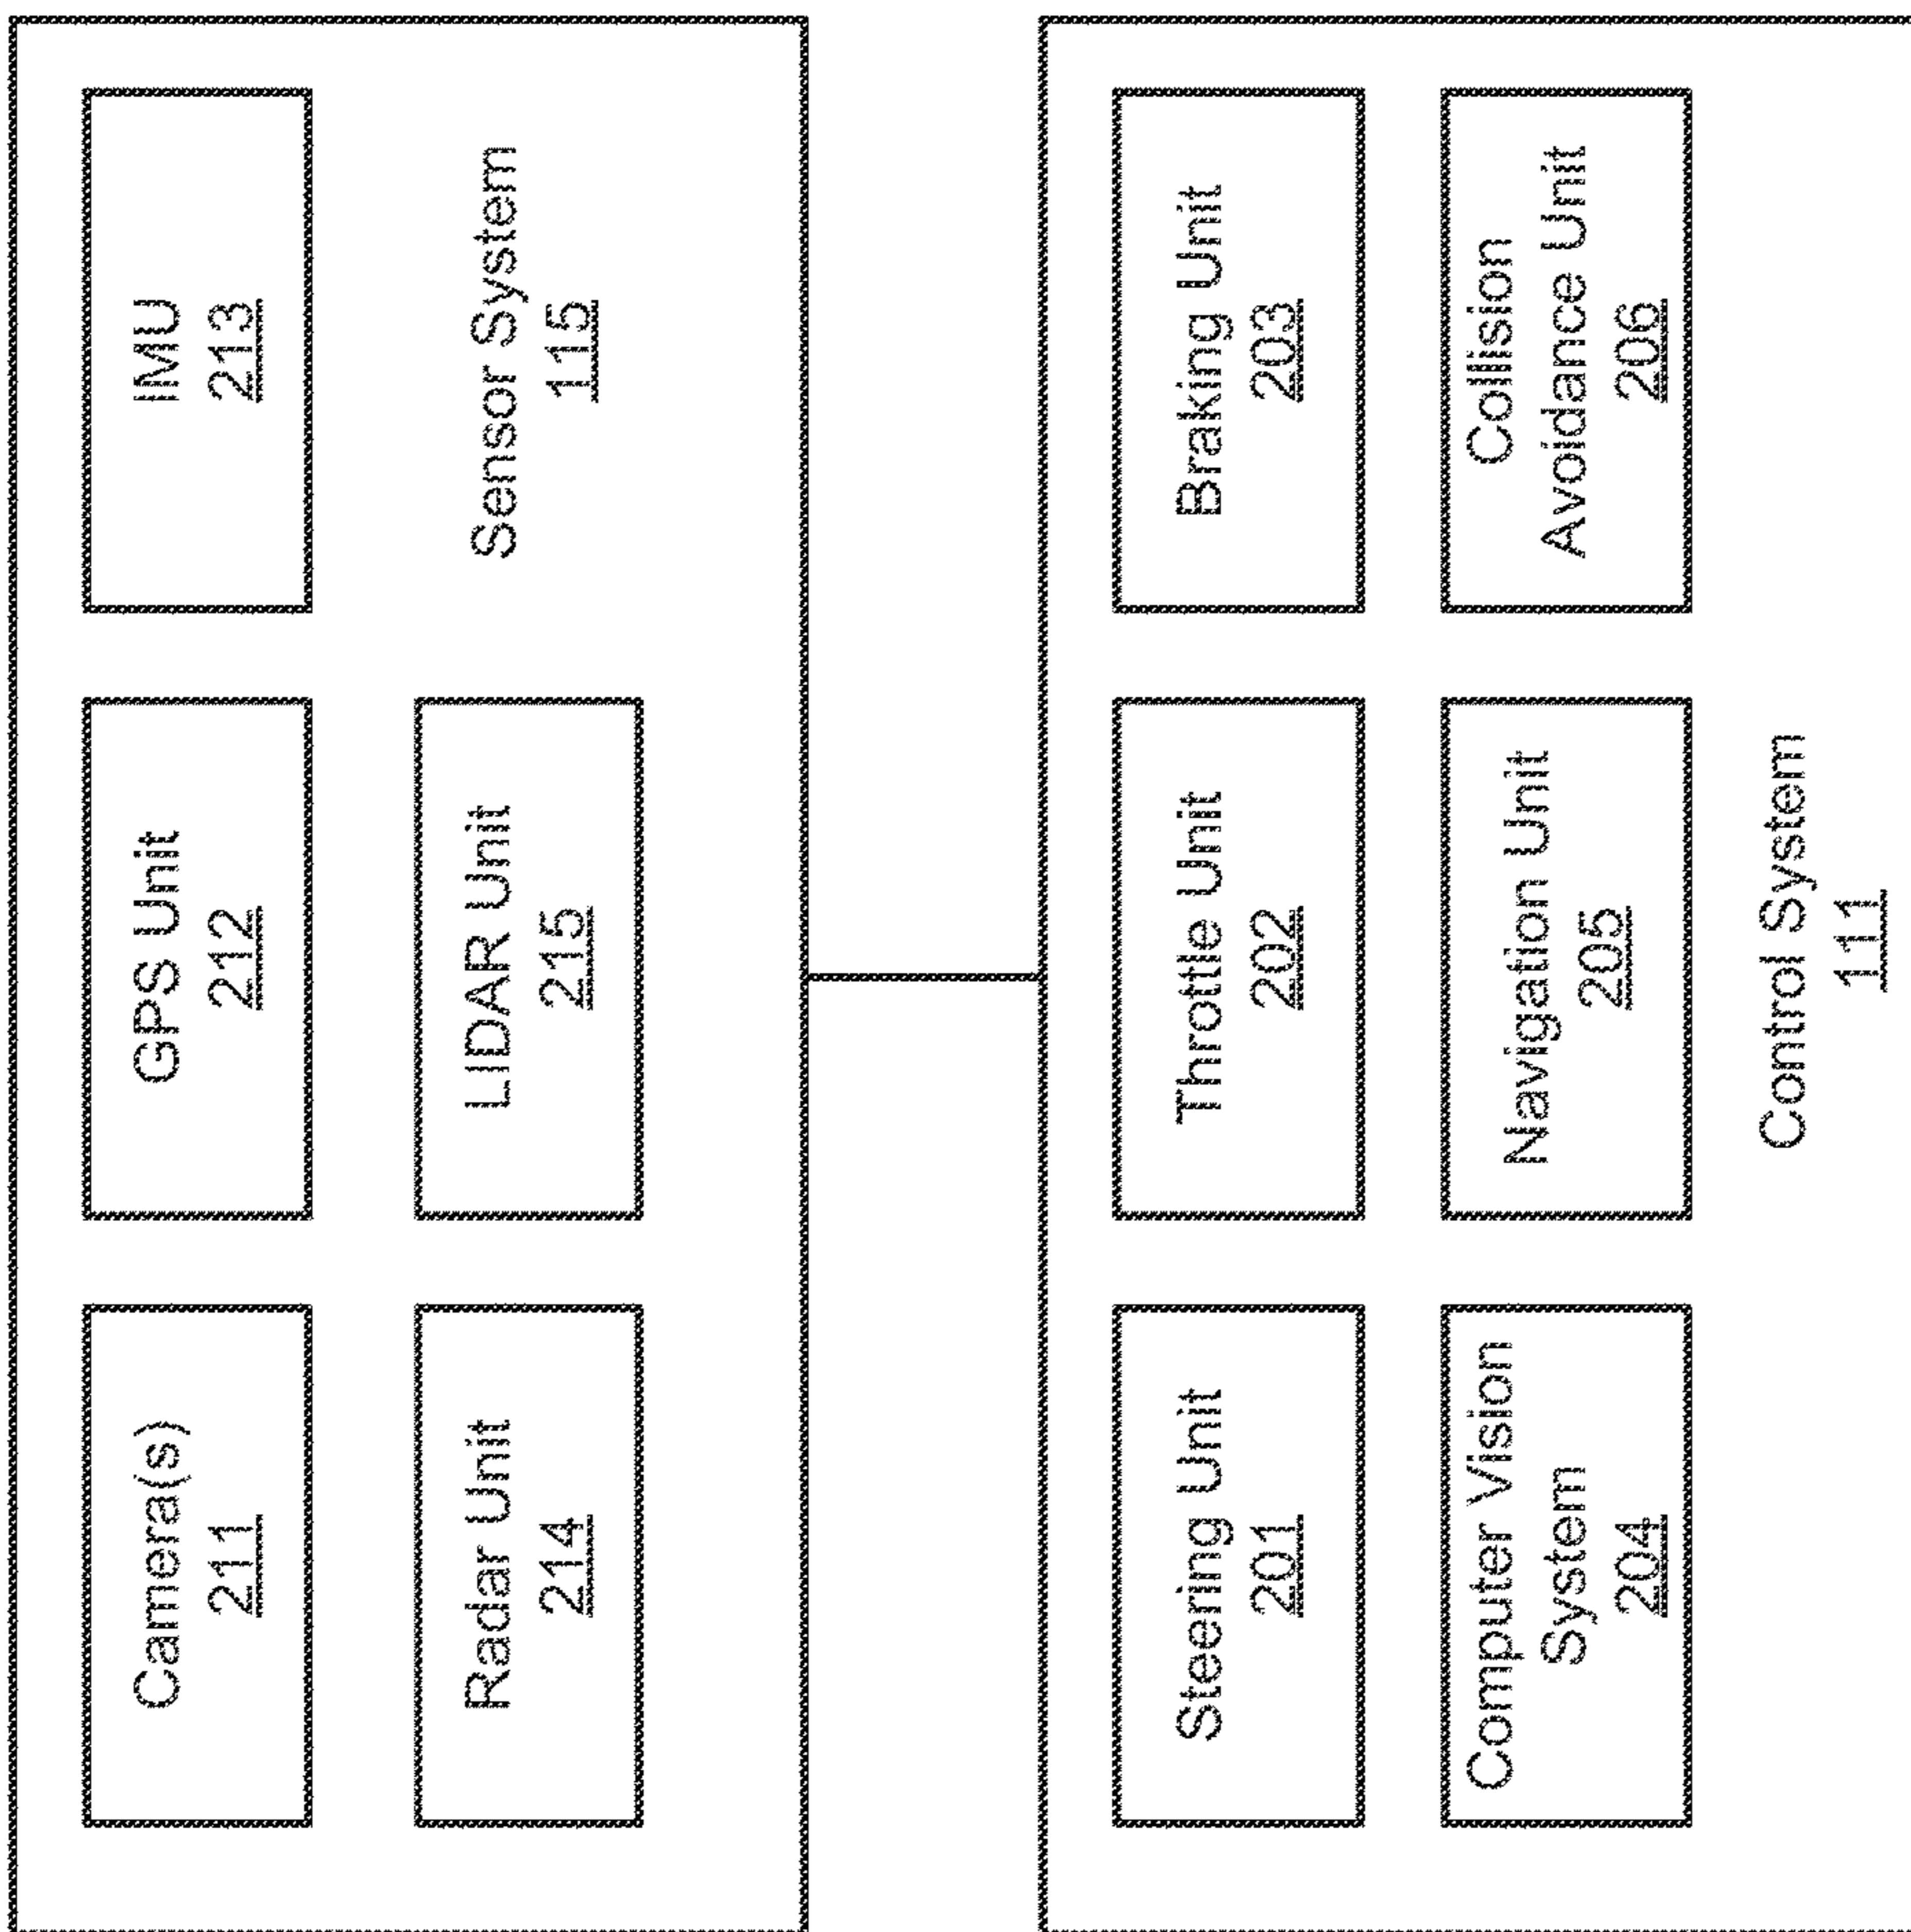 Camera(s)
211
GPS Unit
212
IMU
213
Radar Unit
214
LIDAR Unit
215
Sensor System
115
Steering Unit
201
Throttle Unit
202
Braking Unit
203
Computer Vision
System
204
Navigation Unit
205
Collision
Avoidance Unit
206
Control System
111